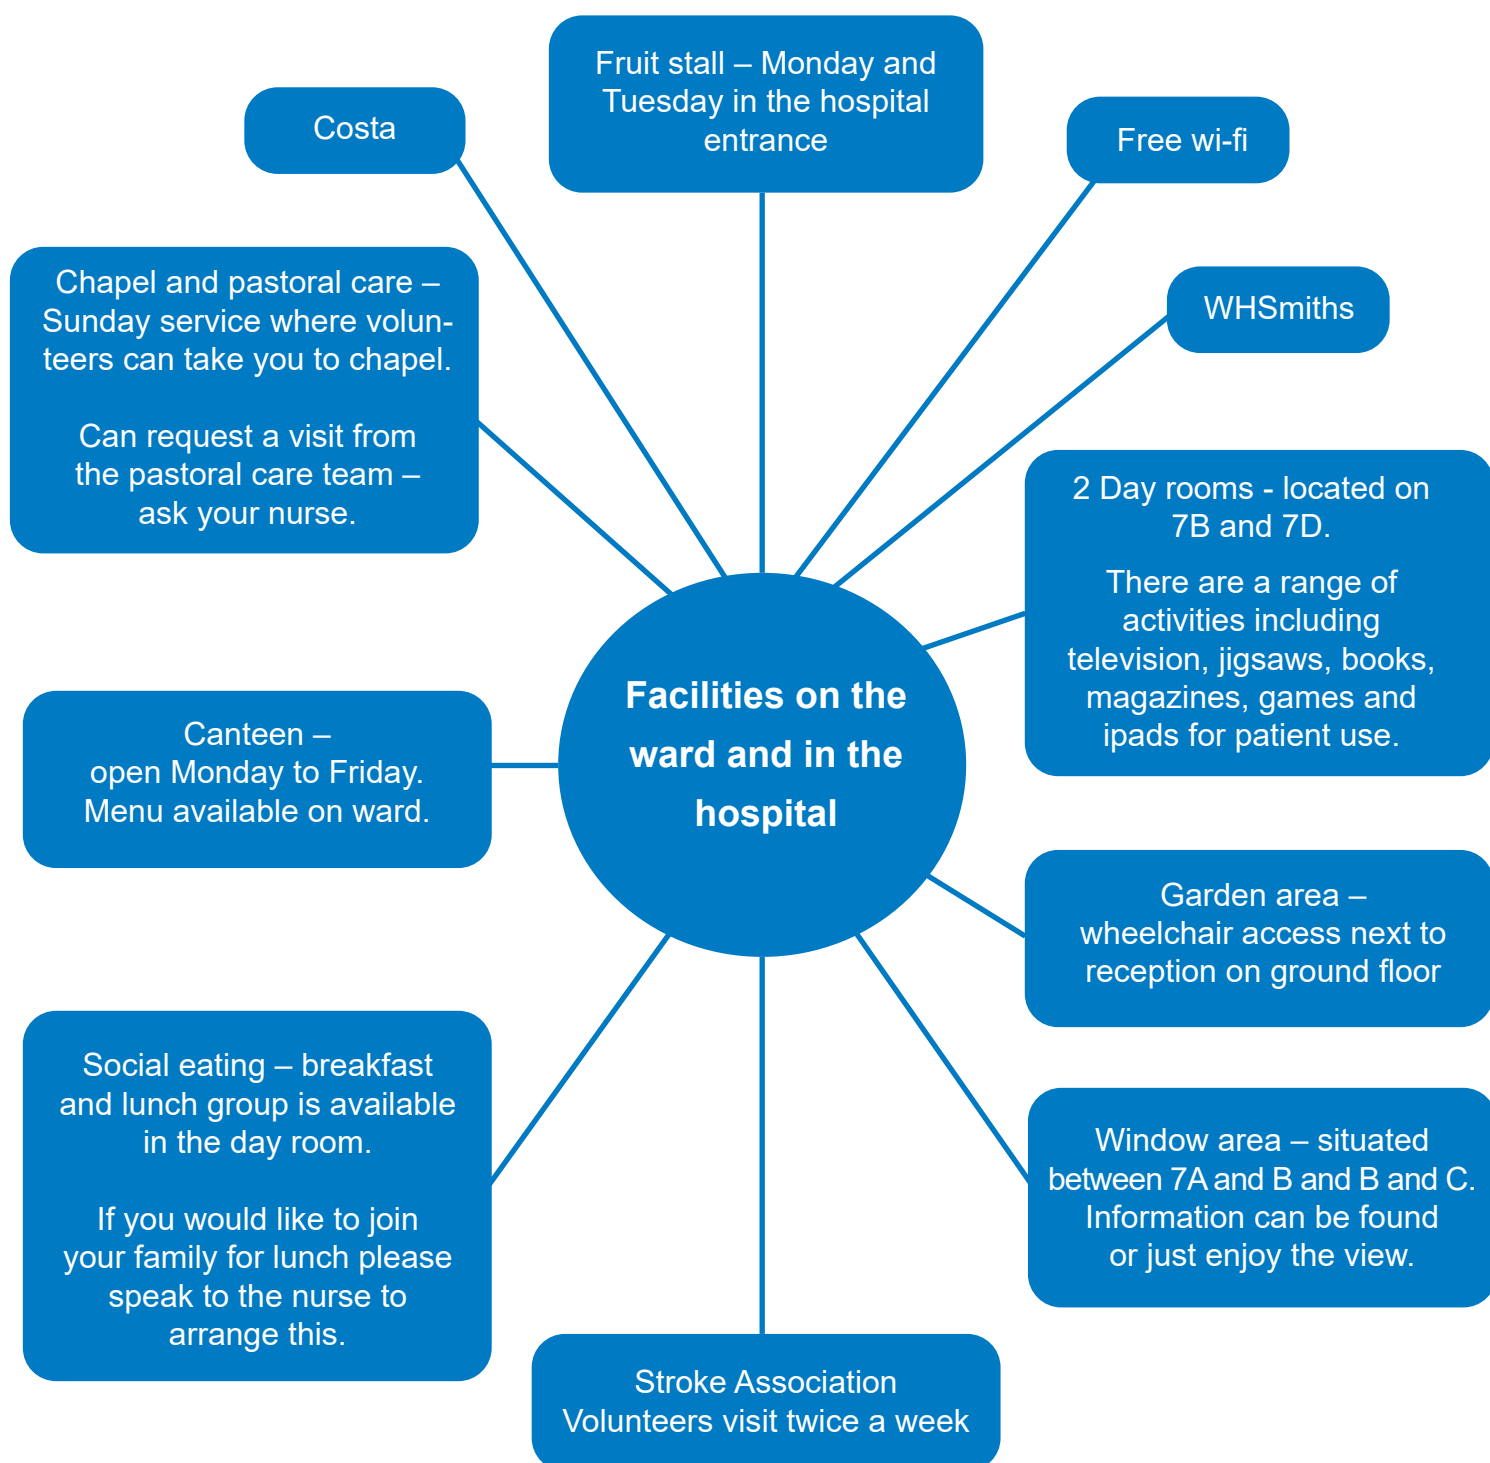 Fruit stall – Monday and
Tuesday in the hospital
entrance
Costa
Free wi-fi
Chapel and pastoral care –
Sunday service where volun-
teers can take you to chapel.
Can request a visit from
the pastoral care team –
ask your nurse.
WHSmiths
2 Day rooms - located on
7B and 7D.
There are a range of
activities including
television, jigsaws, books,
magazines, games and
ipads for patient use.
Facilities on the
ward and in the
hospital
Canteen –
open Monday to Friday.
Menu available on ward.
Garden area –
wheelchair access next to
reception on ground floor
Social eating – breakfast
and lunch group is available
in the day room.
If you would like to join
your family for lunch please
speak to the nurse to
arrange this.
Window area – situated
between 7A and B and B and C.
Information can be found
or just enjoy the view.
Stroke Association
Volunteers visit twice a week